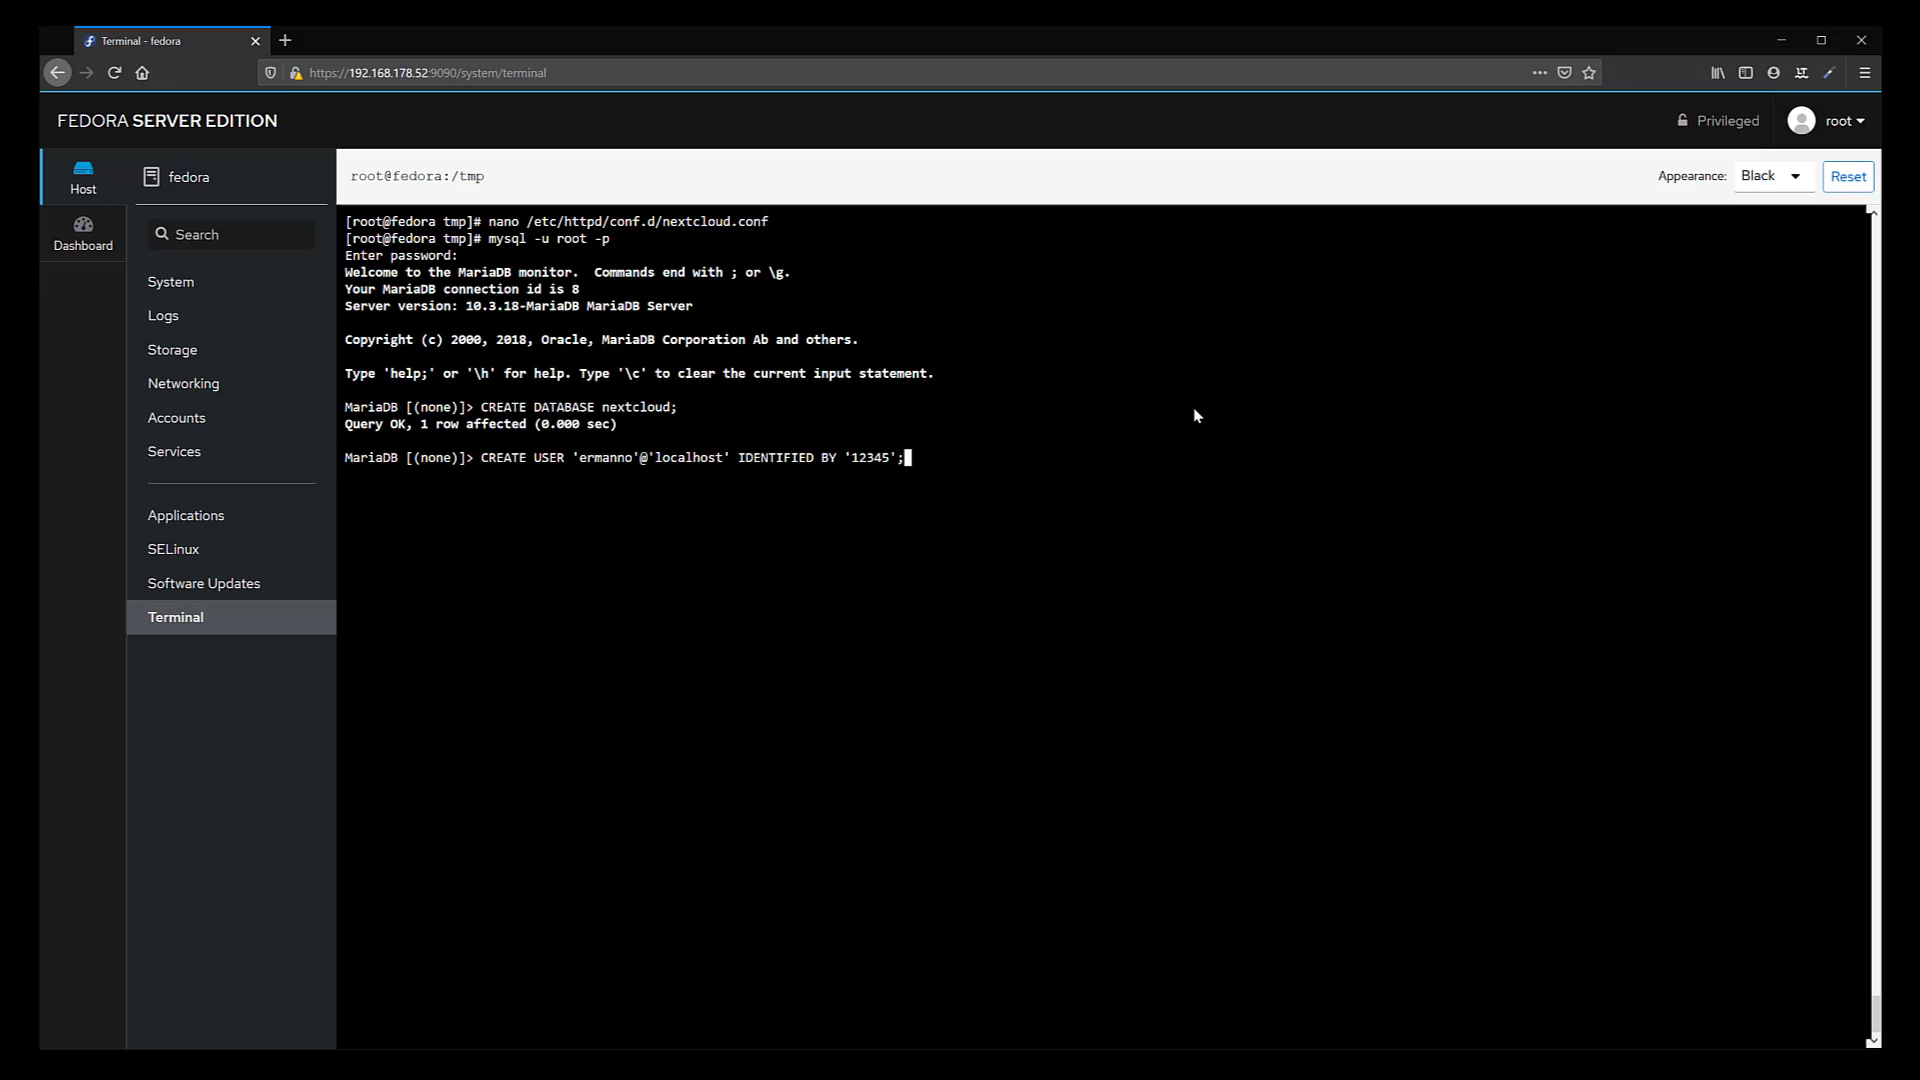 Terminal - fedora
https://192.168.178.52:9090/system/terminal
FEDORA SERVER EDITION
Privileged
root
Host
Dashboard
fedora
Search
System
Logs
Storage
Networking
Accounts
Services
Applications
SELinux
Software Updates
Terminal
root@fedora:/tmp
Appearance:
Black
Reset
[root@fedora tmp]# nano /etc/httpd/conf.d/nextcloud.conf
[root@fedora tmp]# mysql -u root -p
Enter password:
Welcome to the MariaDB monitor.  Commands end with ; or \g.
Your MariaDB connection id is 8
Server version: 10.3.18-MariaDB MariaDB Server
Copyright (c) 2000, 2018, Oracle, MariaDB Corporation Ab and others.
Type 'help;' or '\h' for help. Type '\c' to clear the current input statement.
MariaDB [(none)]> CREATE DATABASE nextcloud;
Query OK, 1 row affected (0.000 sec)
MariaDB [(none)]> CREATE USER 'ermanno'@'localhost' IDENTIFIED BY '12345';